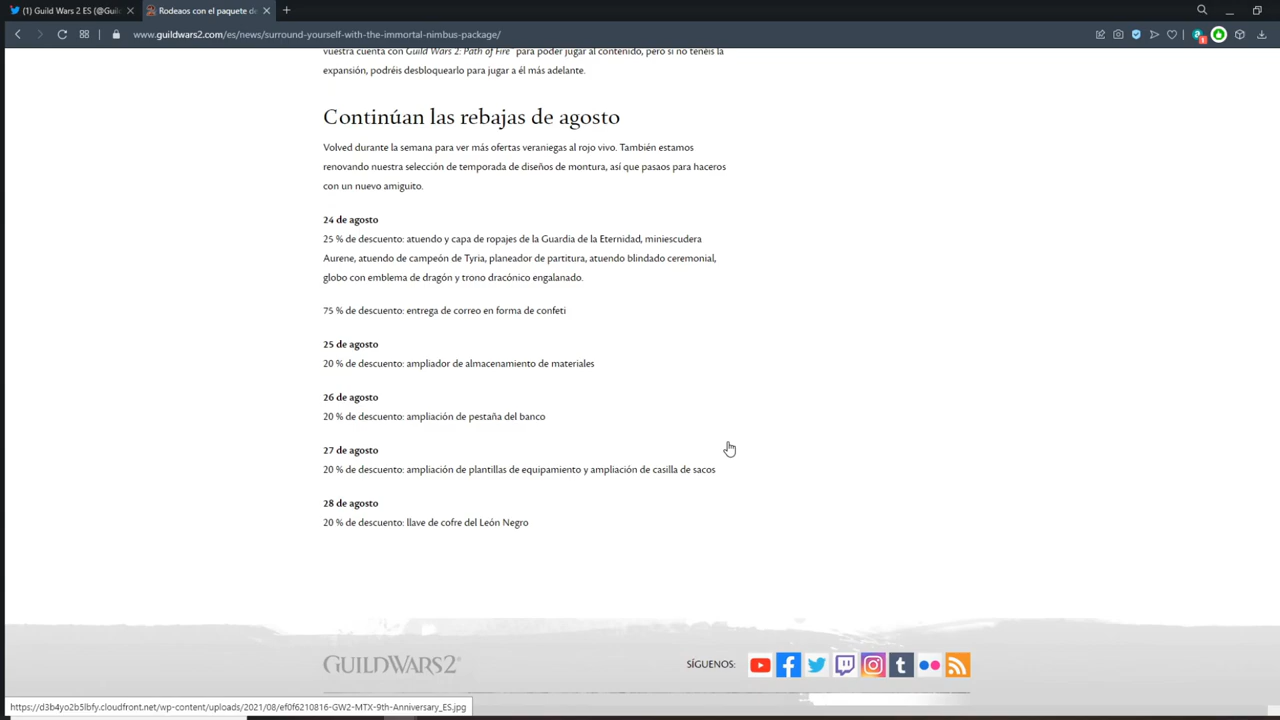 (1) Guild Wars 2 ES (@Guil
Rodeaos con el paquete de
www.guildwars2.com/es/news/surround-yourself-with-the-immortal-nimbus-package/
vuestra cuenta con Guild Wars 2: Path of Fire™ para poder jugar al contenido, pero si no tenéis la
expansión, podréis desbloquearlo para jugar a él más adelante.
Continúan las rebajas de agosto
Volved durante la semana para ver más ofertas veraniegas al rojo vivo. También estamos
renovando nuestra selección de temporada de diseños de montura, así que pasaos para haceros
con un nuevo amiguito.
24 de agosto
25 % de descuento: atuendo y capa de ropajes de la Guardia de la Eternidad, miniescudera
Aurene, atuendo de campeón de Tyria, planeador de partitura, atuendo blindado ceremonial,
globo con emblema de dragón y trono dracónico engalanado.
75 % de descuento: entrega de correo en forma de confeti
25 de agosto
20 % de descuento: ampliador de almacenamiento de materiales
26 de agosto
20 % de descuento: ampliación de pestaña del banco
27 de agosto
20 % de descuento: ampliación de plantillas de equipamiento y ampliación de casilla de sacos
28 de agosto
20 % de descuento: llave de cofre del León Negro
GUILDWARS2
SÍGUENOS:
https://d3b4yo2b5lbfy.cloudfront.net/wp-content/uploads/2021/08/ef0f6210816-GW2-MTX-9th-Anniversary_ES.jpg